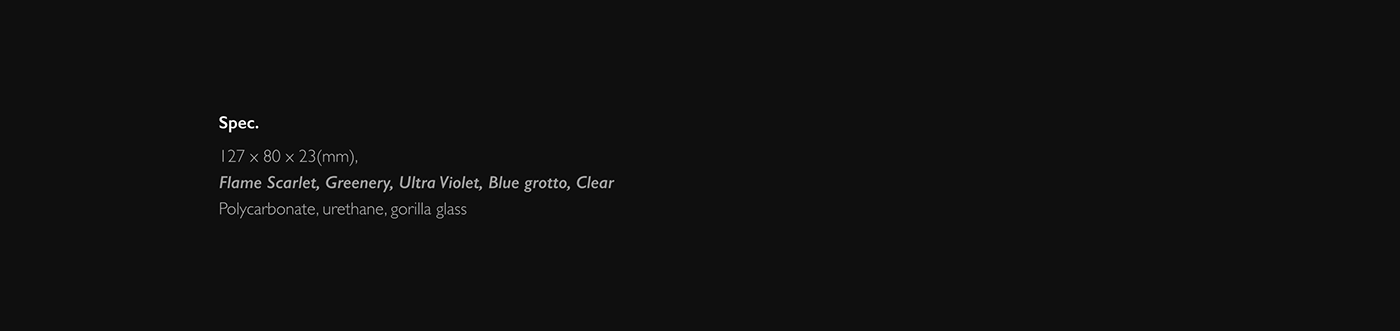 Spec.
127 x 80 x 23(mm),
Flame Scarlet, Greenery, Ultra Violet, Blue grotto, Clear
Polycarbonate, urethane, gorilla glass